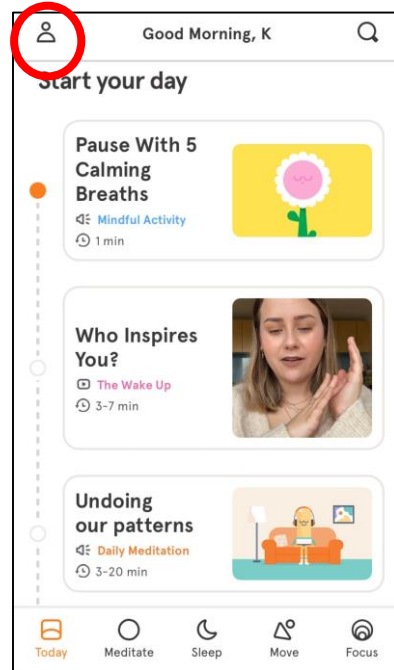 Good Morning, K
Start your day
Pause With 5
Calming
Breaths
Mindful Activity
1 min
Who Inspires
You?
The Wake Up
3-7 min
Undoing
our patterns
Daily Meditation
3-20 min
Today Meditate Sleep Move Focus